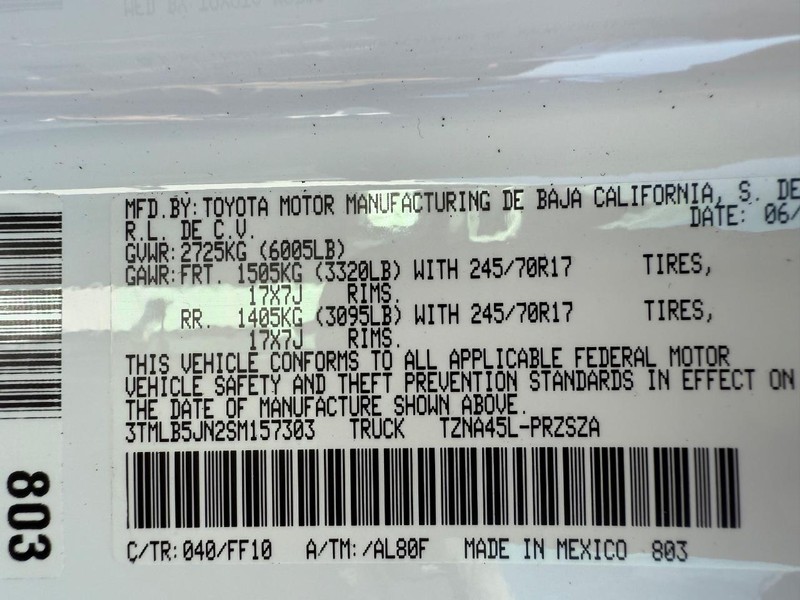 MFD.BY:TOYOTA MOTOR MANUFACTURING DE BAJA CALIFORNIA, S. DE
R.L. DE C.V. DATE: 06/
GVWR:2725KG (6005LB)
GAWR:FRT. 1505KG (3320LB) WITH 245/70R17 TIRES,
17X7J RIMS.
RR. 1405KG (3095LB) WITH 245/70R17 TIRES,
17X7J RIMS.
THIS VEHICLE CONFORMS TO ALL APPLICABLE FEDERAL MOTOR
VEHICLE SAFETY AND THEFT PREVENTION STANDARDS IN EFFECT ON
THE DATE OF MANUFACTURE SHOWN ABOVE.
3TMLB5JN2SM157303 TRUCK TZNA45L-PRZSZA
C/TR:040/FF10 A/TM:/AL80F MADE IN MEXICO 803
803